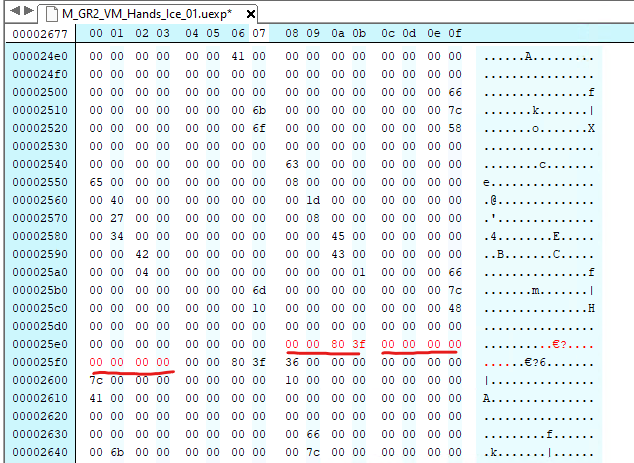 M_GR2_VM_Hands_Ice_01.uexp*
00002677 00 01 02 03 04 05 06 07 08 09 0a 0b 0c 0d 0e 0f
000024e0 00 00 00 00 00 00 41 00 00 00 00 00 00 00 00 00 ......A.........
000024f0 00 00 00 00 00 00 00 00 00 00 00 00 00 00 00 00 ................
00002500 00 00 00 00 00 00 00 00 00 00 00 00 00 00 00 66 ...............f
00002510 00 00 00 00 00 00 00 6b 00 00 00 00 00 00 00 7c .......k.......|
00002520 00 00 00 00 00 00 00 6f 00 00 00 00 00 00 00 58 .......o.......X
00002530 00 00 00 00 00 00 00 00 00 00 00 00 00 00 00 00 ................
00002540 00 00 00 00 00 00 00 00 63 00 00 00 00 00 00 00 ........c.......
00002550 65 00 00 00 00 00 00 00 08 00 00 00 00 00 00 00 e...............
00002560 00 40 00 00 00 00 00 00 00 1d 00 00 00 00 00 00 .@..............
00002570 00 27 00 00 00 00 00 00 00 08 00 00 00 00 00 00 .'..............
00002580 00 34 00 00 00 00 00 00 00 00 45 00 00 00 00 00 .4........E.....
00002590 00 00 42 00 00 00 00 00 00 00 43 00 00 00 00 00 ..B.......C.....
000025a0 00 00 04 00 00 00 00 00 00 00 00 01 00 00 00 66 ...............f
000025b0 00 00 00 00 00 00 00 6d 00 00 00 00 00 00 00 7c .......m.......|
000025c0 00 00 00 00 00 00 00 10 00 00 00 00 00 00 00 48 ...............H
000025d0 00 00 00 00 00 00 00 00 00 00 00 00 00 00 00 00 ................
000025e0 00 00 00 00 00 00 00 00 00 00 80 3f 00 00 00 00 ..........€?....
000025f0 00 00 00 00 00 00 80 3f 36 00 00 00 00 00 00 00 ......€?6.......
00002600 7c 00 00 00 00 00 00 00 10 00 00 00 00 00 00 00 |...............
00002610 41 00 00 00 00 00 00 00 00 00 00 00 00 00 00 00 A...............
00002620 00 00 00 00 00 00 00 00 00 00 00 00 00 00 00 00 ................
00002630 00 00 00 00 00 00 00 00 00 66 00 00 00 00 00 00 .........f......
00002640 00 6b 00 00 00 00 00 00 00 7c 00 00 00 00 00 00 .k.......|......